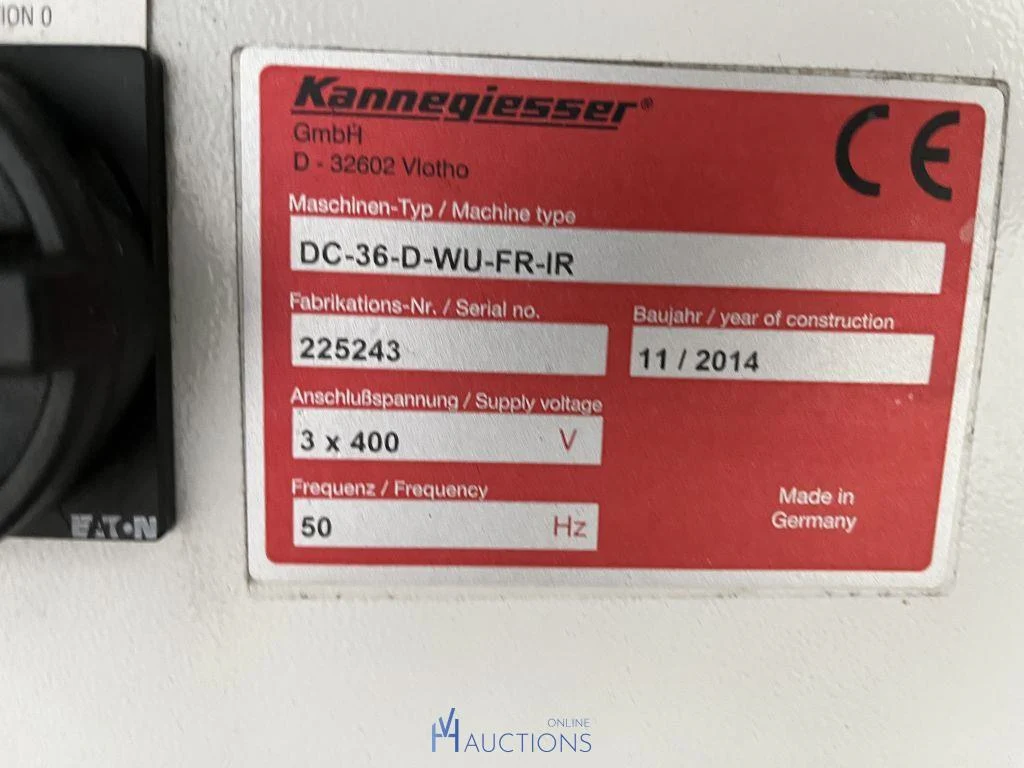 ION 0
Kannegiesser®
GmbH
D - 32602 Vlotho
CE
Maschinen-Typ / Machine type
DC-36-D-WU-FR-IR
Fabrikations-Nr. / Serial no.
Baujahr / year of construction
225243
11 / 2014
Anschlußspannung / Supply voltage
3 x 400 V
Frequenz / Frequency
50 Hz
Made in
Germany
EATON
ONLINE
VH AUCTIONS